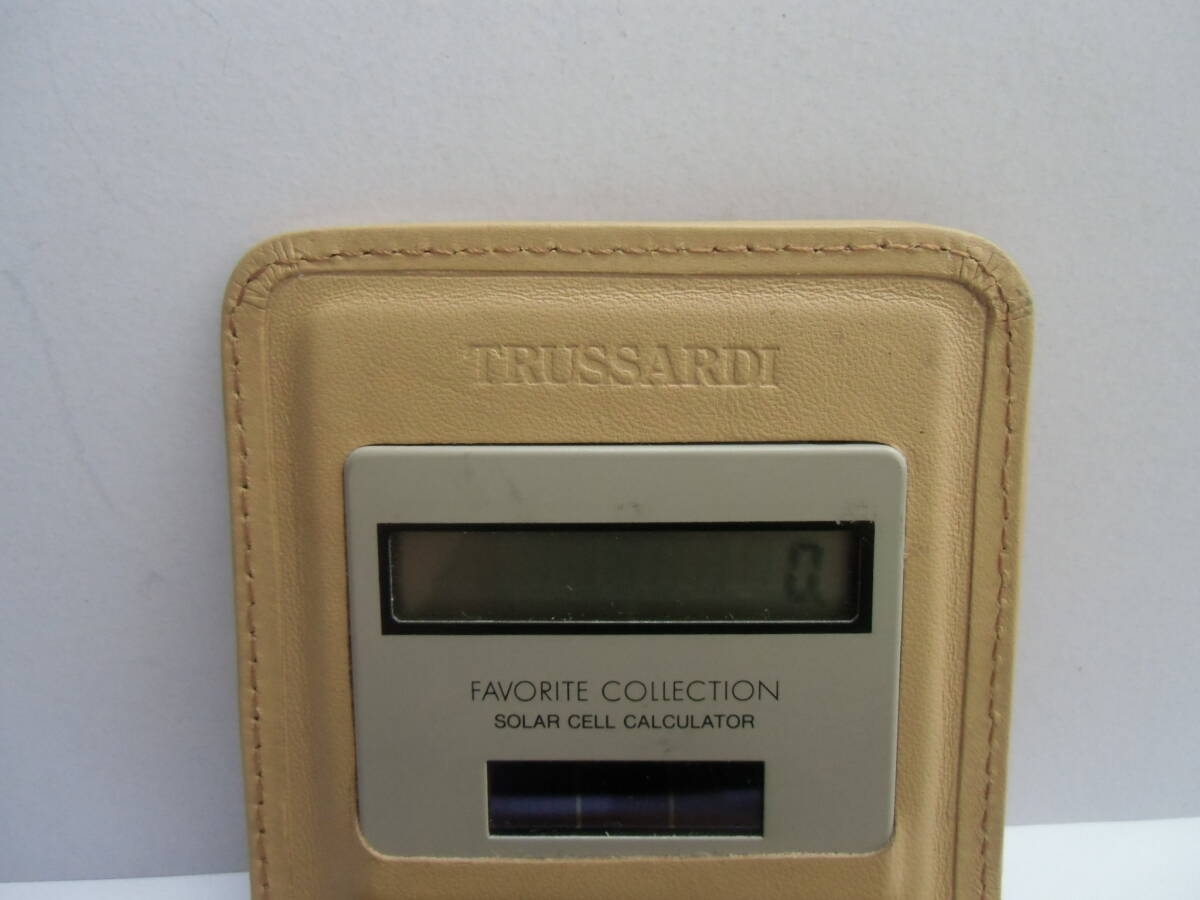 TRUSSARDI
0.
FAVORITE COLLECTION
SOLAR CELL CALCULATOR